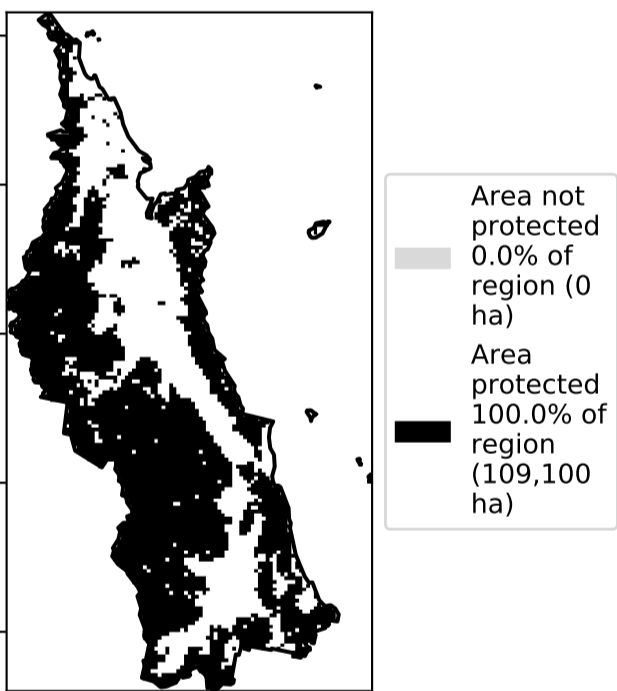 Area not
protected
0.0% of
region (0
ha)
Area
protected
100.0% of
region
(109,100
ha)